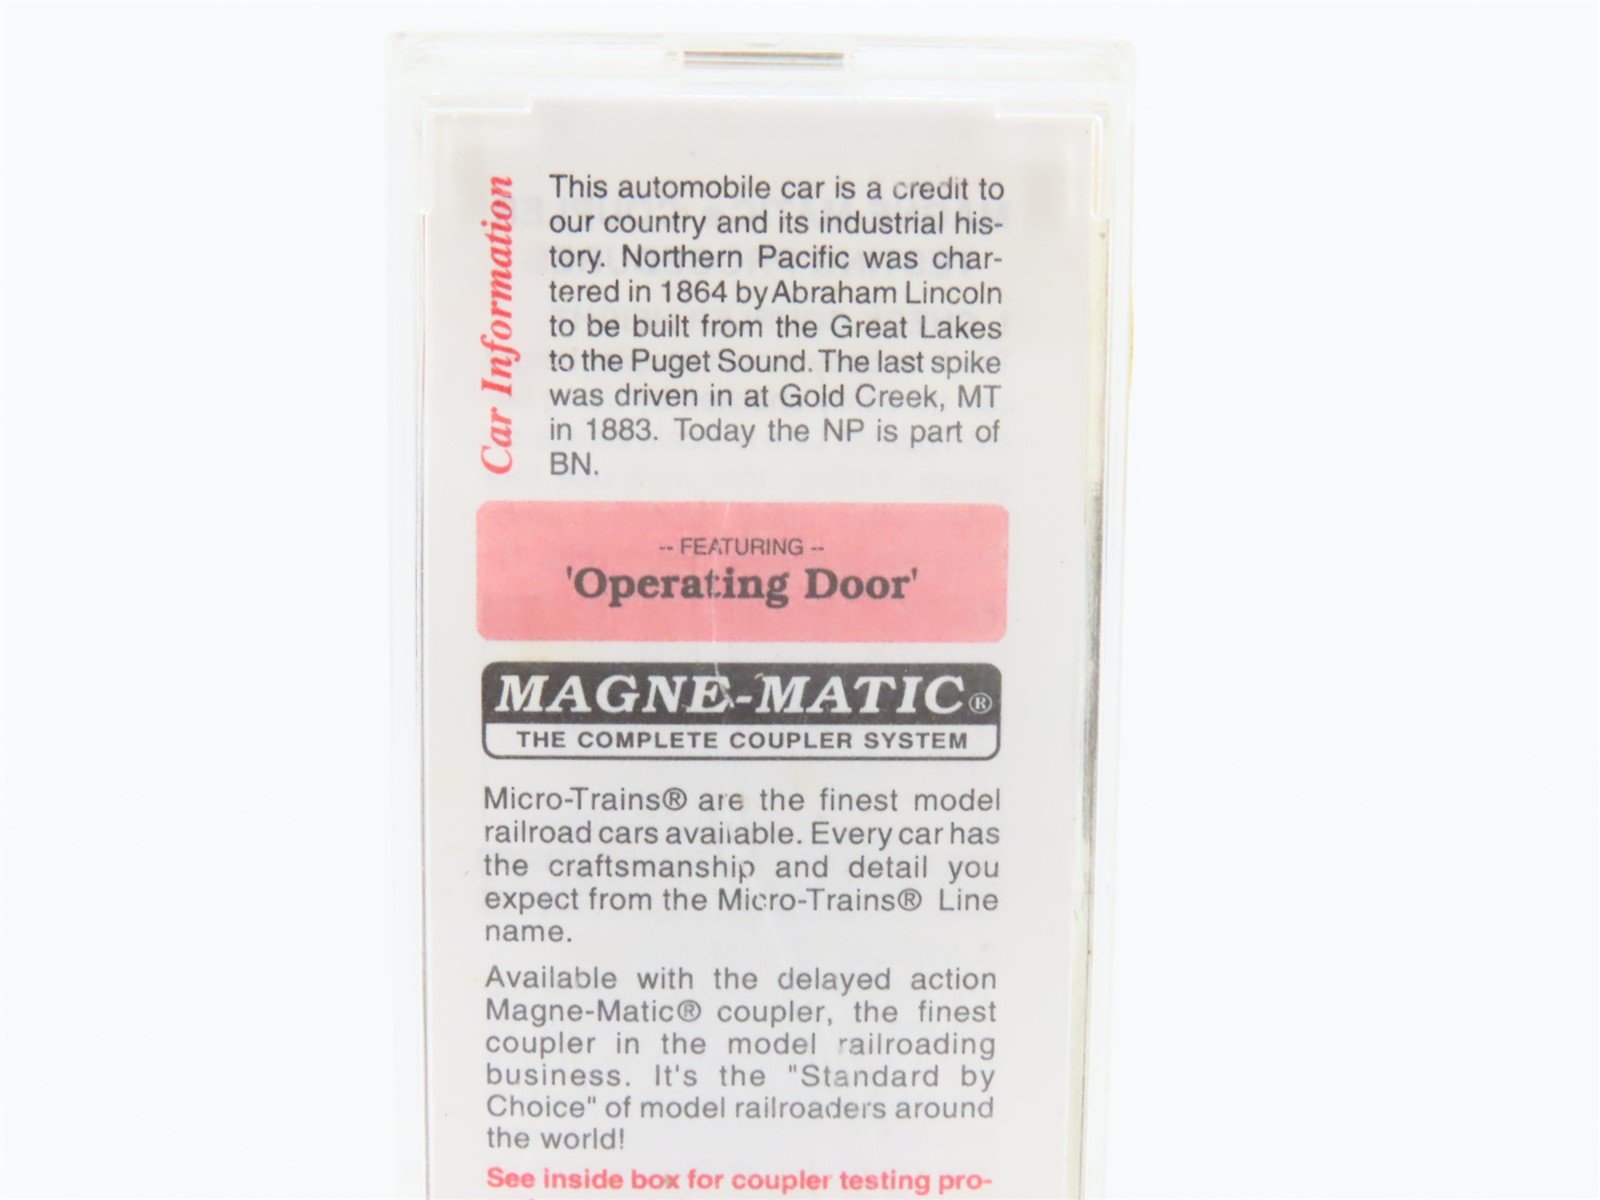 Car Information
This automobile car is a credit to
our country and its industrial his-
tory. Northern Pacific was char-
tered in 1864 by Abraham Lincoln
to be built from the Great Lakes
to the Puget Sound. The last spike
was driven in at Gold Creek, MT
in 1883. Today the NP is part of
BN.
-- FEATURING --
'Operating Door'
MAGNE-MATIC®
THE COMPLETE COUPLER SYSTEM
Micro-Trains® are the finest model
railroad cars available. Every car has
the craftsmanship and detail you
expect from the Micro-Trains® Line
name.
Available with the delayed action
Magne-Matic® coupler, the finest
coupler in the model railroading
business. It's the "Standard by
Choice" of model railroaders around
the world!
See inside box for coupler testing pro-